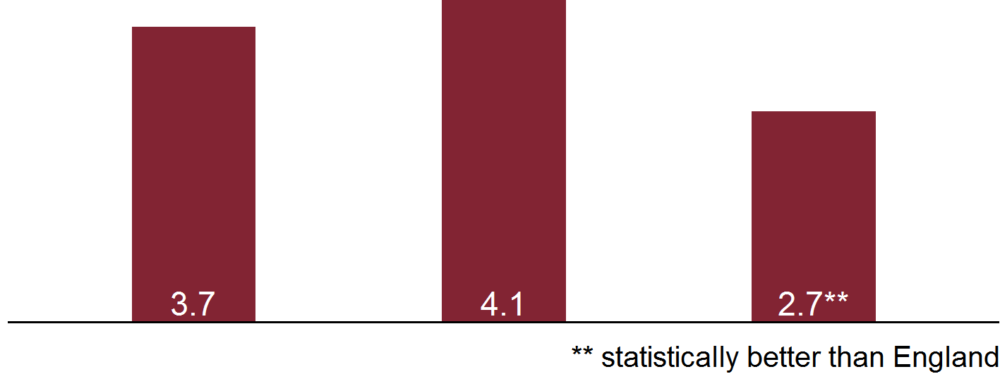 3.7 4.1 2.7**
** statistically better than England